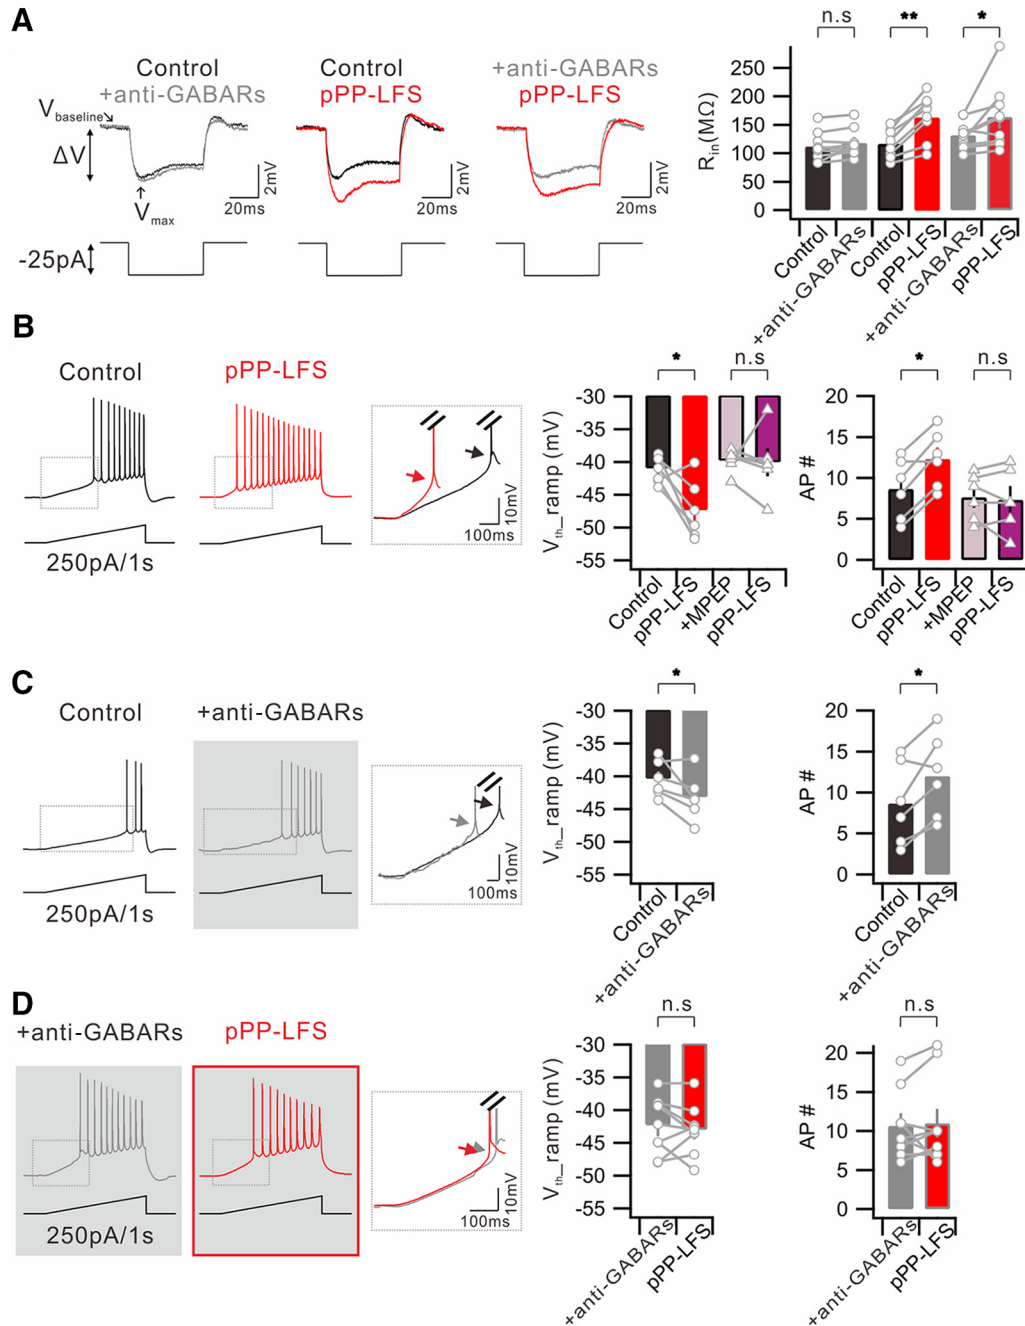 A
Control
+anti-GABARs
Vbaseline
ΔV
Vmax
2mV
20ms
-25pA
Control
pPP-LFS
2mV
20ms
+anti-GABARs
pPP-LFS
2mV
20ms
n.s
**
*
Rin(MΩ)
250
200
150
100
50
0
Control
+anti-GABARs
Control
pPP-LFS
+anti-GABARs
pPP-LFS
B
Control
pPP-LFS
250pA/1s
10mV
100ms
*
n.s
Vth_ramp (mV)
-30
-35
-40
-45
-50
-55
Control
pPP-LFS
+MPEP
pPP-LFS
*
n.s
AP #
20
15
10
5
0
Control
pPP-LFS
+MPEP
pPP-LFS
C
Control
+anti-GABARs
250pA/1s
10mV
100ms
*
Vth_ramp (mV)
-30
-35
-40
-45
-50
-55
Control
+anti-GABARs
*
AP #
20
15
10
5
0
Control
+anti-GABARs
D
+anti-GABARs
pPP-LFS
250pA/1s
10mV
100ms
n.s
Vth_ramp (mV)
-30
-35
-40
-45
-50
-55
+anti-GABARs
pPP-LFS
n.s
AP #
20
15
10
5
0
+anti-GABARs
pPP-LFS